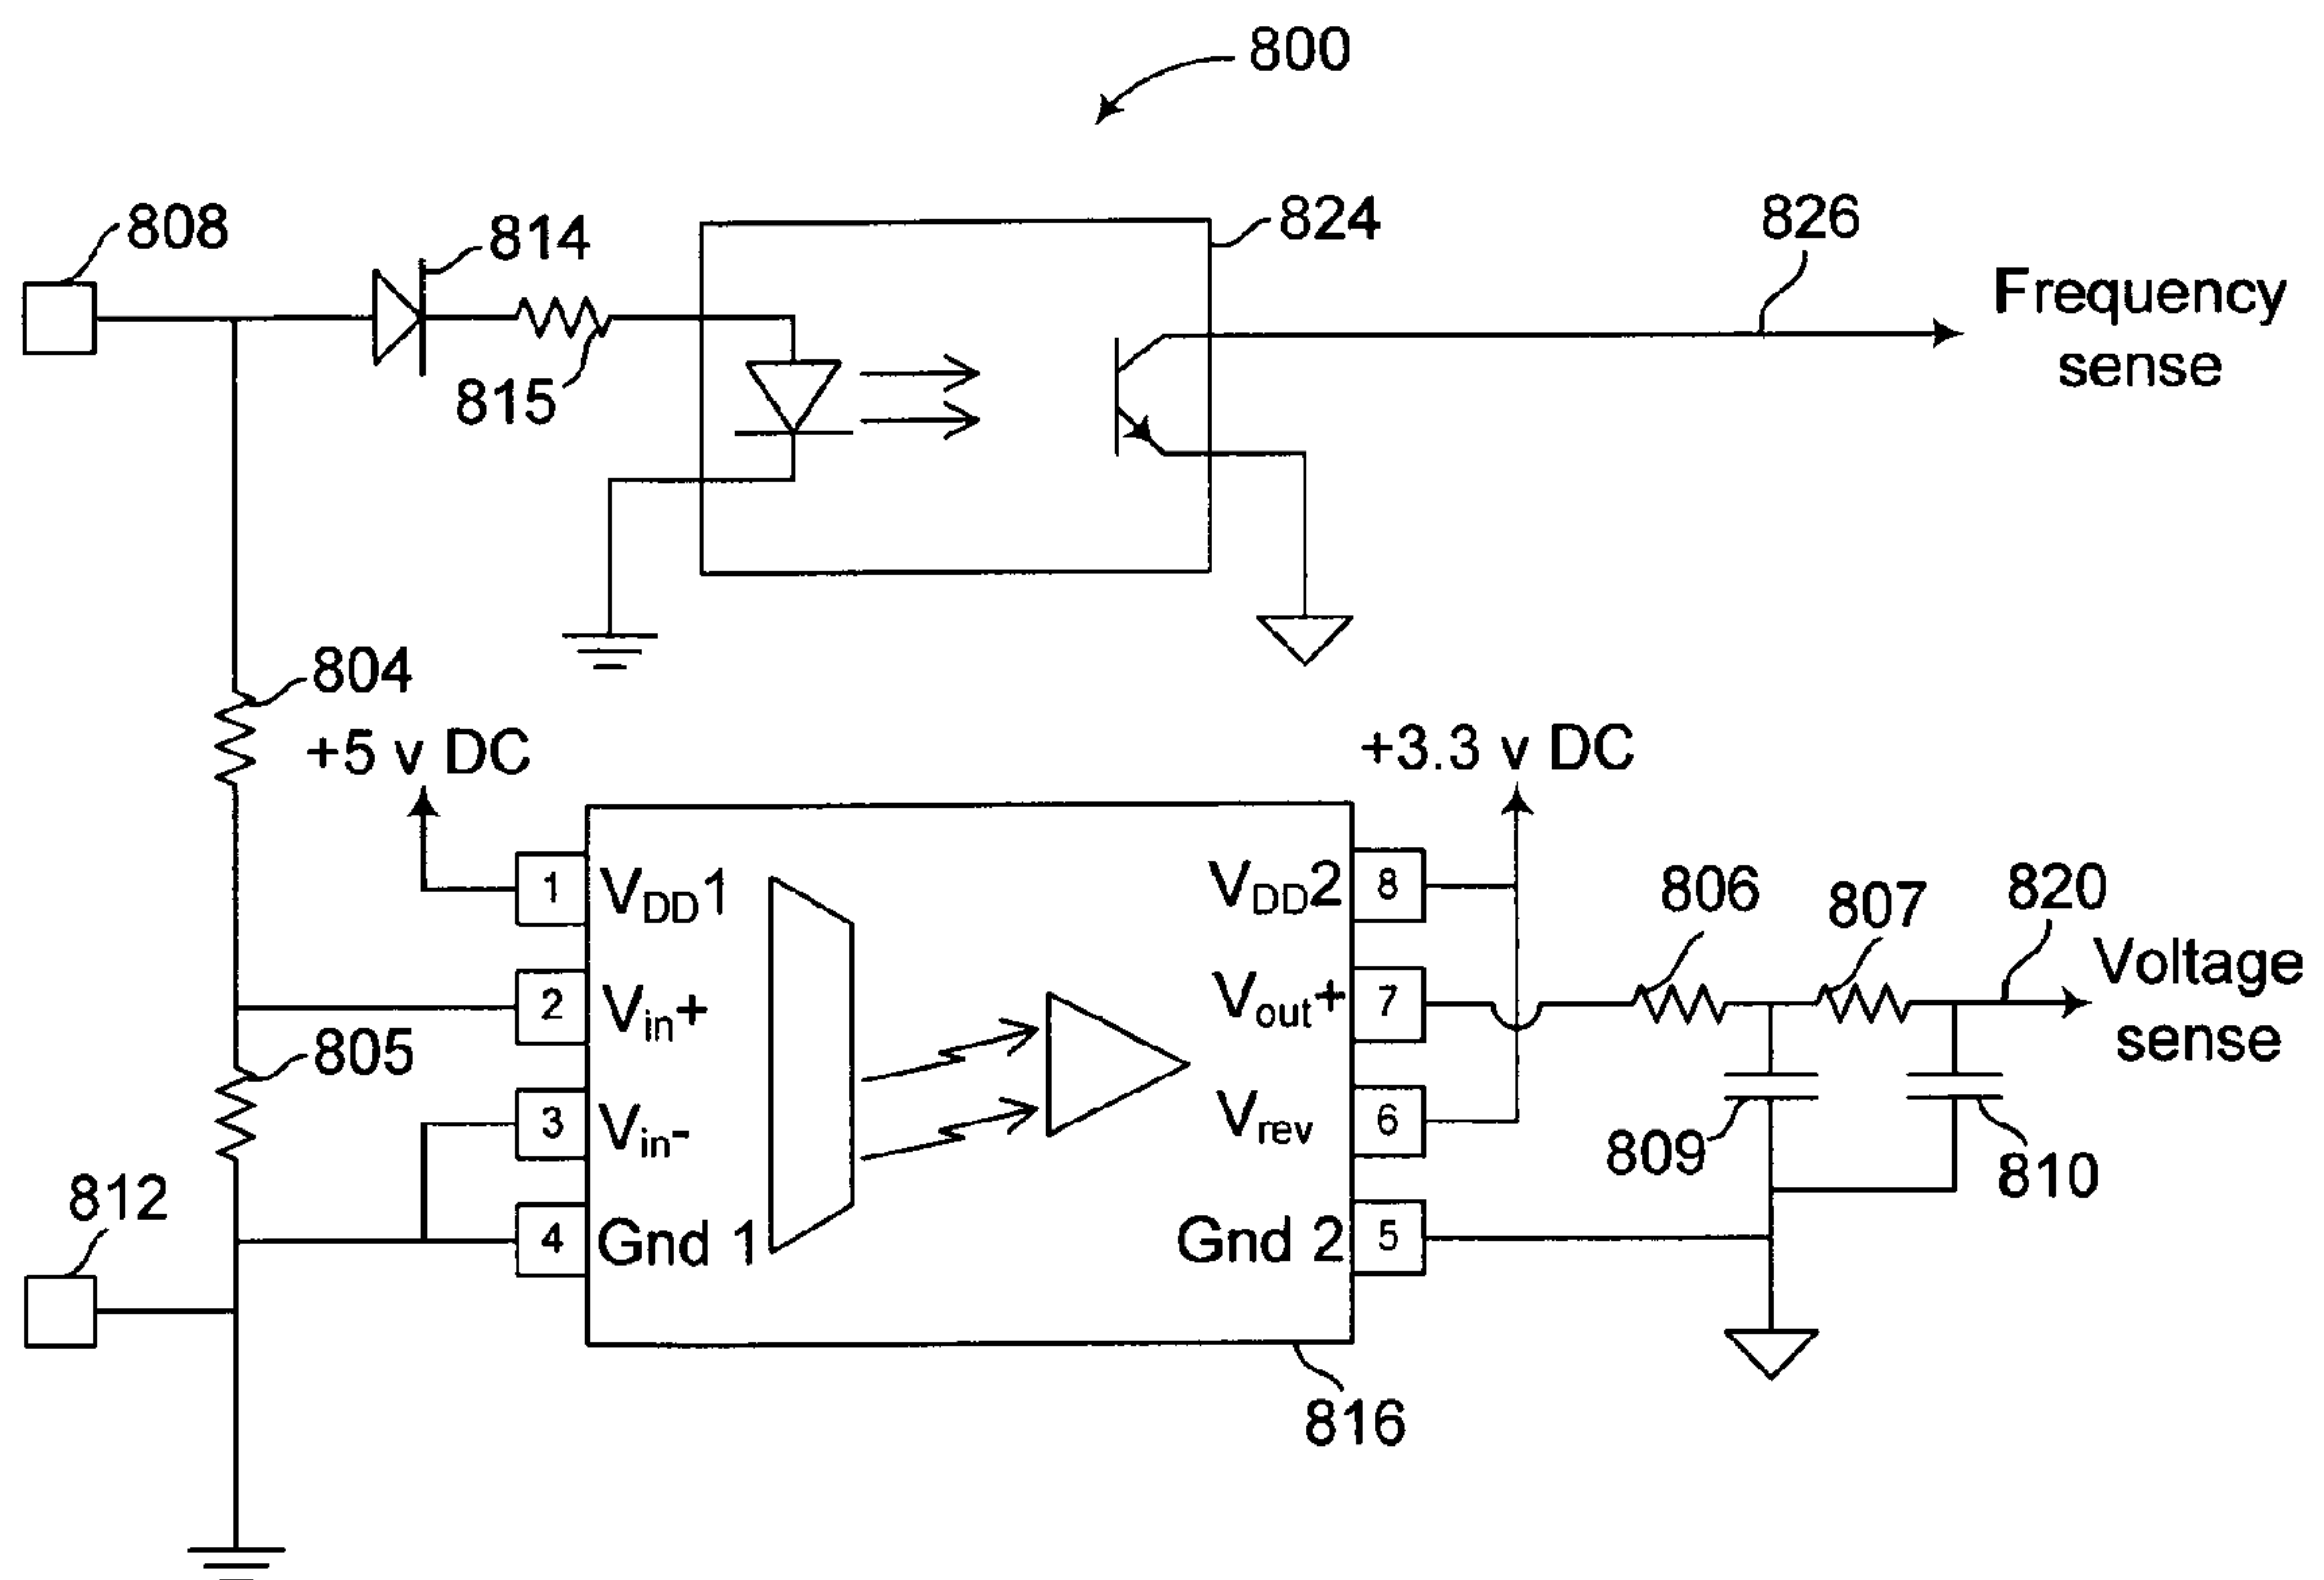 800
808
814
824
826
Frequency
sense
815
804
+5 v DC
+3.3 v DC
1 VDD1
VDD2 8
806
807
820
2 Vin+
Vout+ 7
Voltage
sense
805
3 Vin-
Vrev 6
809
810
812
4 Gnd 1
Gnd 2 5
816